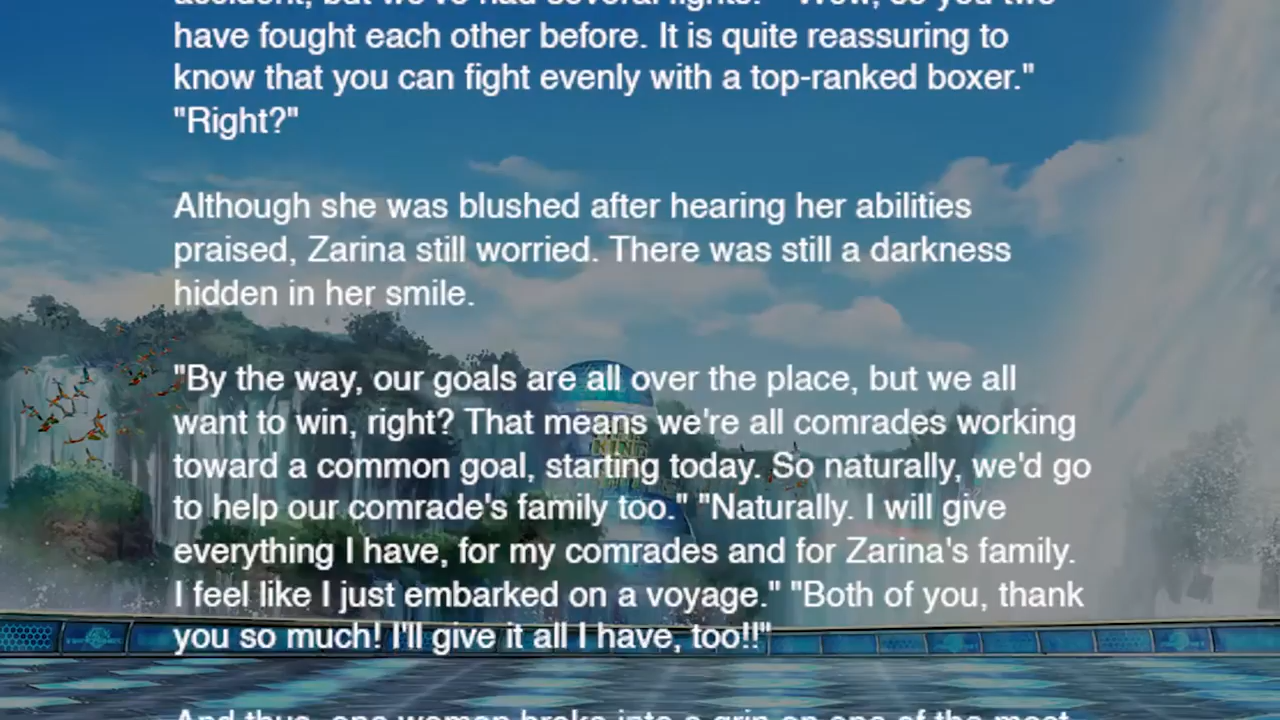 accident, but we've had several fights." "Wow, so you two
have fought each other before. It is quite reassuring to
know that you can fight evenly with a top-ranked boxer."
"Right?"
Although she was blushed after hearing her abilities
praised, Zarina still worried. There was still a darkness
hidden in her smile.
"By the way, our goals are all over the place, but we all
want to win, right? That means we're all comrades working
toward a common goal, starting today. So naturally, we'd go
to help our comrade's family too." "Naturally. I will give
everything I have, for my comrades and for Zarina's family.
I feel like I just embarked on a voyage." "Both of you, thank
you so much! I'll give it all I have, too!!"
And thus, one woman broke into a grin on one of the most